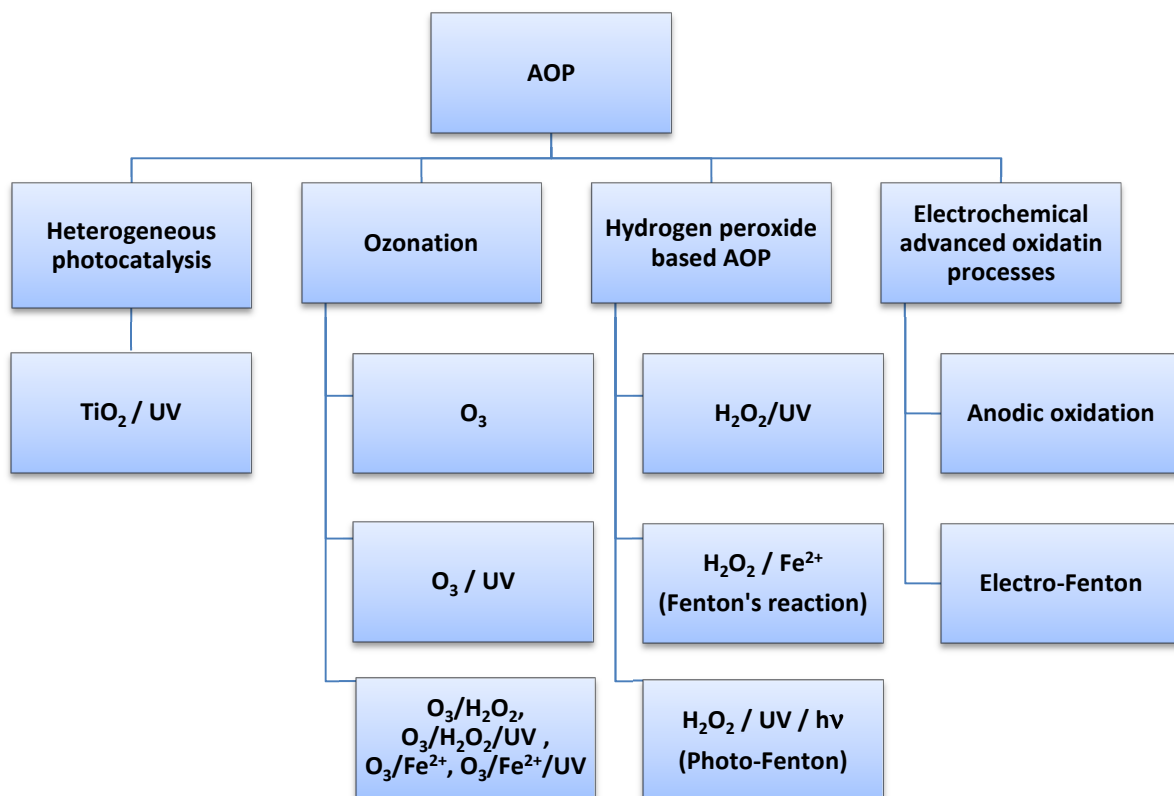 AOP
Heterogeneous
photocatalysis
Ozonation
Hydrogen peroxide
based AOP
Electrochemical
advanced oxidatin
processes
TiO₂ / UV
O₃
H₂O₂/UV
Anodic oxidation
O₃ / UV
H₂O₂ / Fe²⁺
(Fenton's reaction)
Electro-Fenton
O₃/H₂O₂,
O₃/H₂O₂/UV ,
O₃/Fe²⁺, O₃/Fe²⁺/UV
H₂O₂ / UV / hν
(Photo-Fenton)